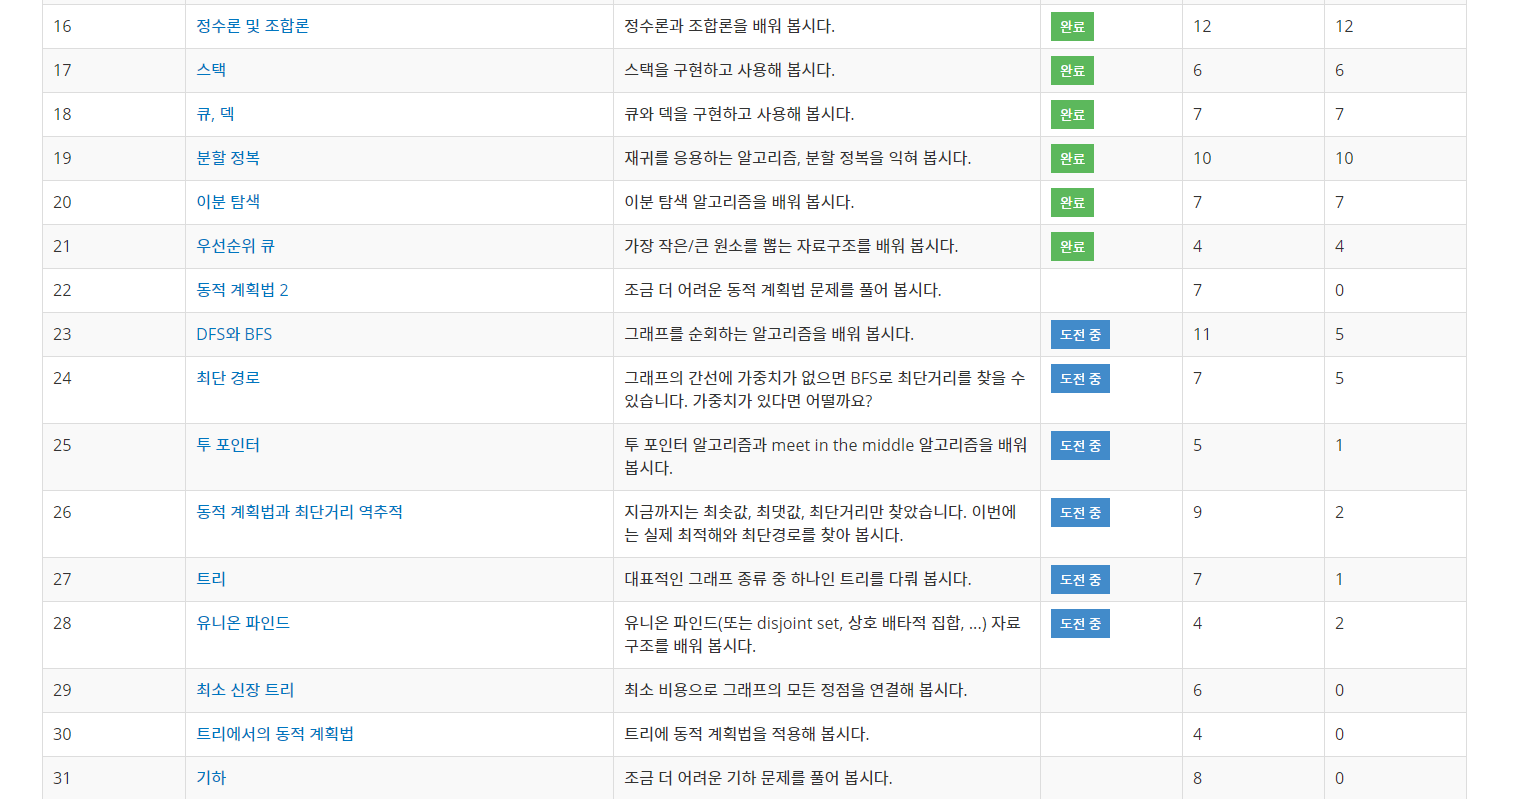 16 정수론 및 조합론 정수론과 조합론을 배워 봅시다. 완료 12 12
17 스택 스택을 구현하고 사용해 봅시다. 완료 6 6
18 큐, 덱 큐와 덱을 구현하고 사용해 봅시다. 완료 7 7
19 분할 정복 재귀를 응용하는 알고리즘, 분할 정복을 익혀 봅시다. 완료 10 10
20 이분 탐색 이분 탐색 알고리즘을 배워 봅시다. 완료 7 7
21 우선순위 큐 가장 작은/큰 원소를 뽑는 자료구조를 배워 봅시다. 완료 4 4
22 동적 계획법 2 조금 더 어려운 동적 계획법 문제를 풀어 봅시다. 7 0
23 DFS와 BFS 그래프를 순회하는 알고리즘을 배워 봅시다. 도전 중 11 5
24 최단 경로 그래프의 간선에 가중치가 없으면 BFS로 최단거리를 찾을 수 도전 중 7 5
있습니다. 가중치가 있다면 어떨까요?
25 투 포인터 투 포인터 알고리즘과 meet in the middle 알고리즘을 배워 도전 중 5 1
봅시다.
26 동적 계획법과 최단거리 역추적 지금까지는 최솟값, 최댓값, 최단거리만 찾았습니다. 이번에 도전 중 9 2
는 실제 최적해와 최단경로를 찾아 봅시다.
27 트리 대표적인 그래프 종류 중 하나인 트리를 다뤄 봅시다. 도전 중 7 1
28 유니온 파인드 유니온 파인드(또는 disjoint set, 상호 배타적 집합, ...) 자료 도전 중 4 2
구조를 배워 봅시다.
29 최소 신장 트리 최소 비용으로 그래프의 모든 정점을 연결해 봅시다. 6 0
30 트리에서의 동적 계획법 트리에 동적 계획법을 적용해 봅시다. 4 0
31 기하 조금 더 어려운 기하 문제를 풀어 봅시다. 8 0